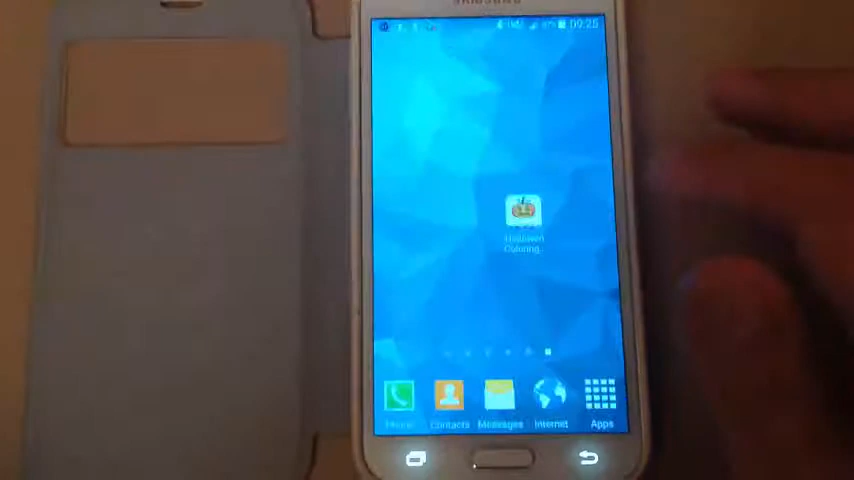 SAMSUNG
09:25
Halloween
Coloring..
Phone
Contacts
Messages
Internet
Apps